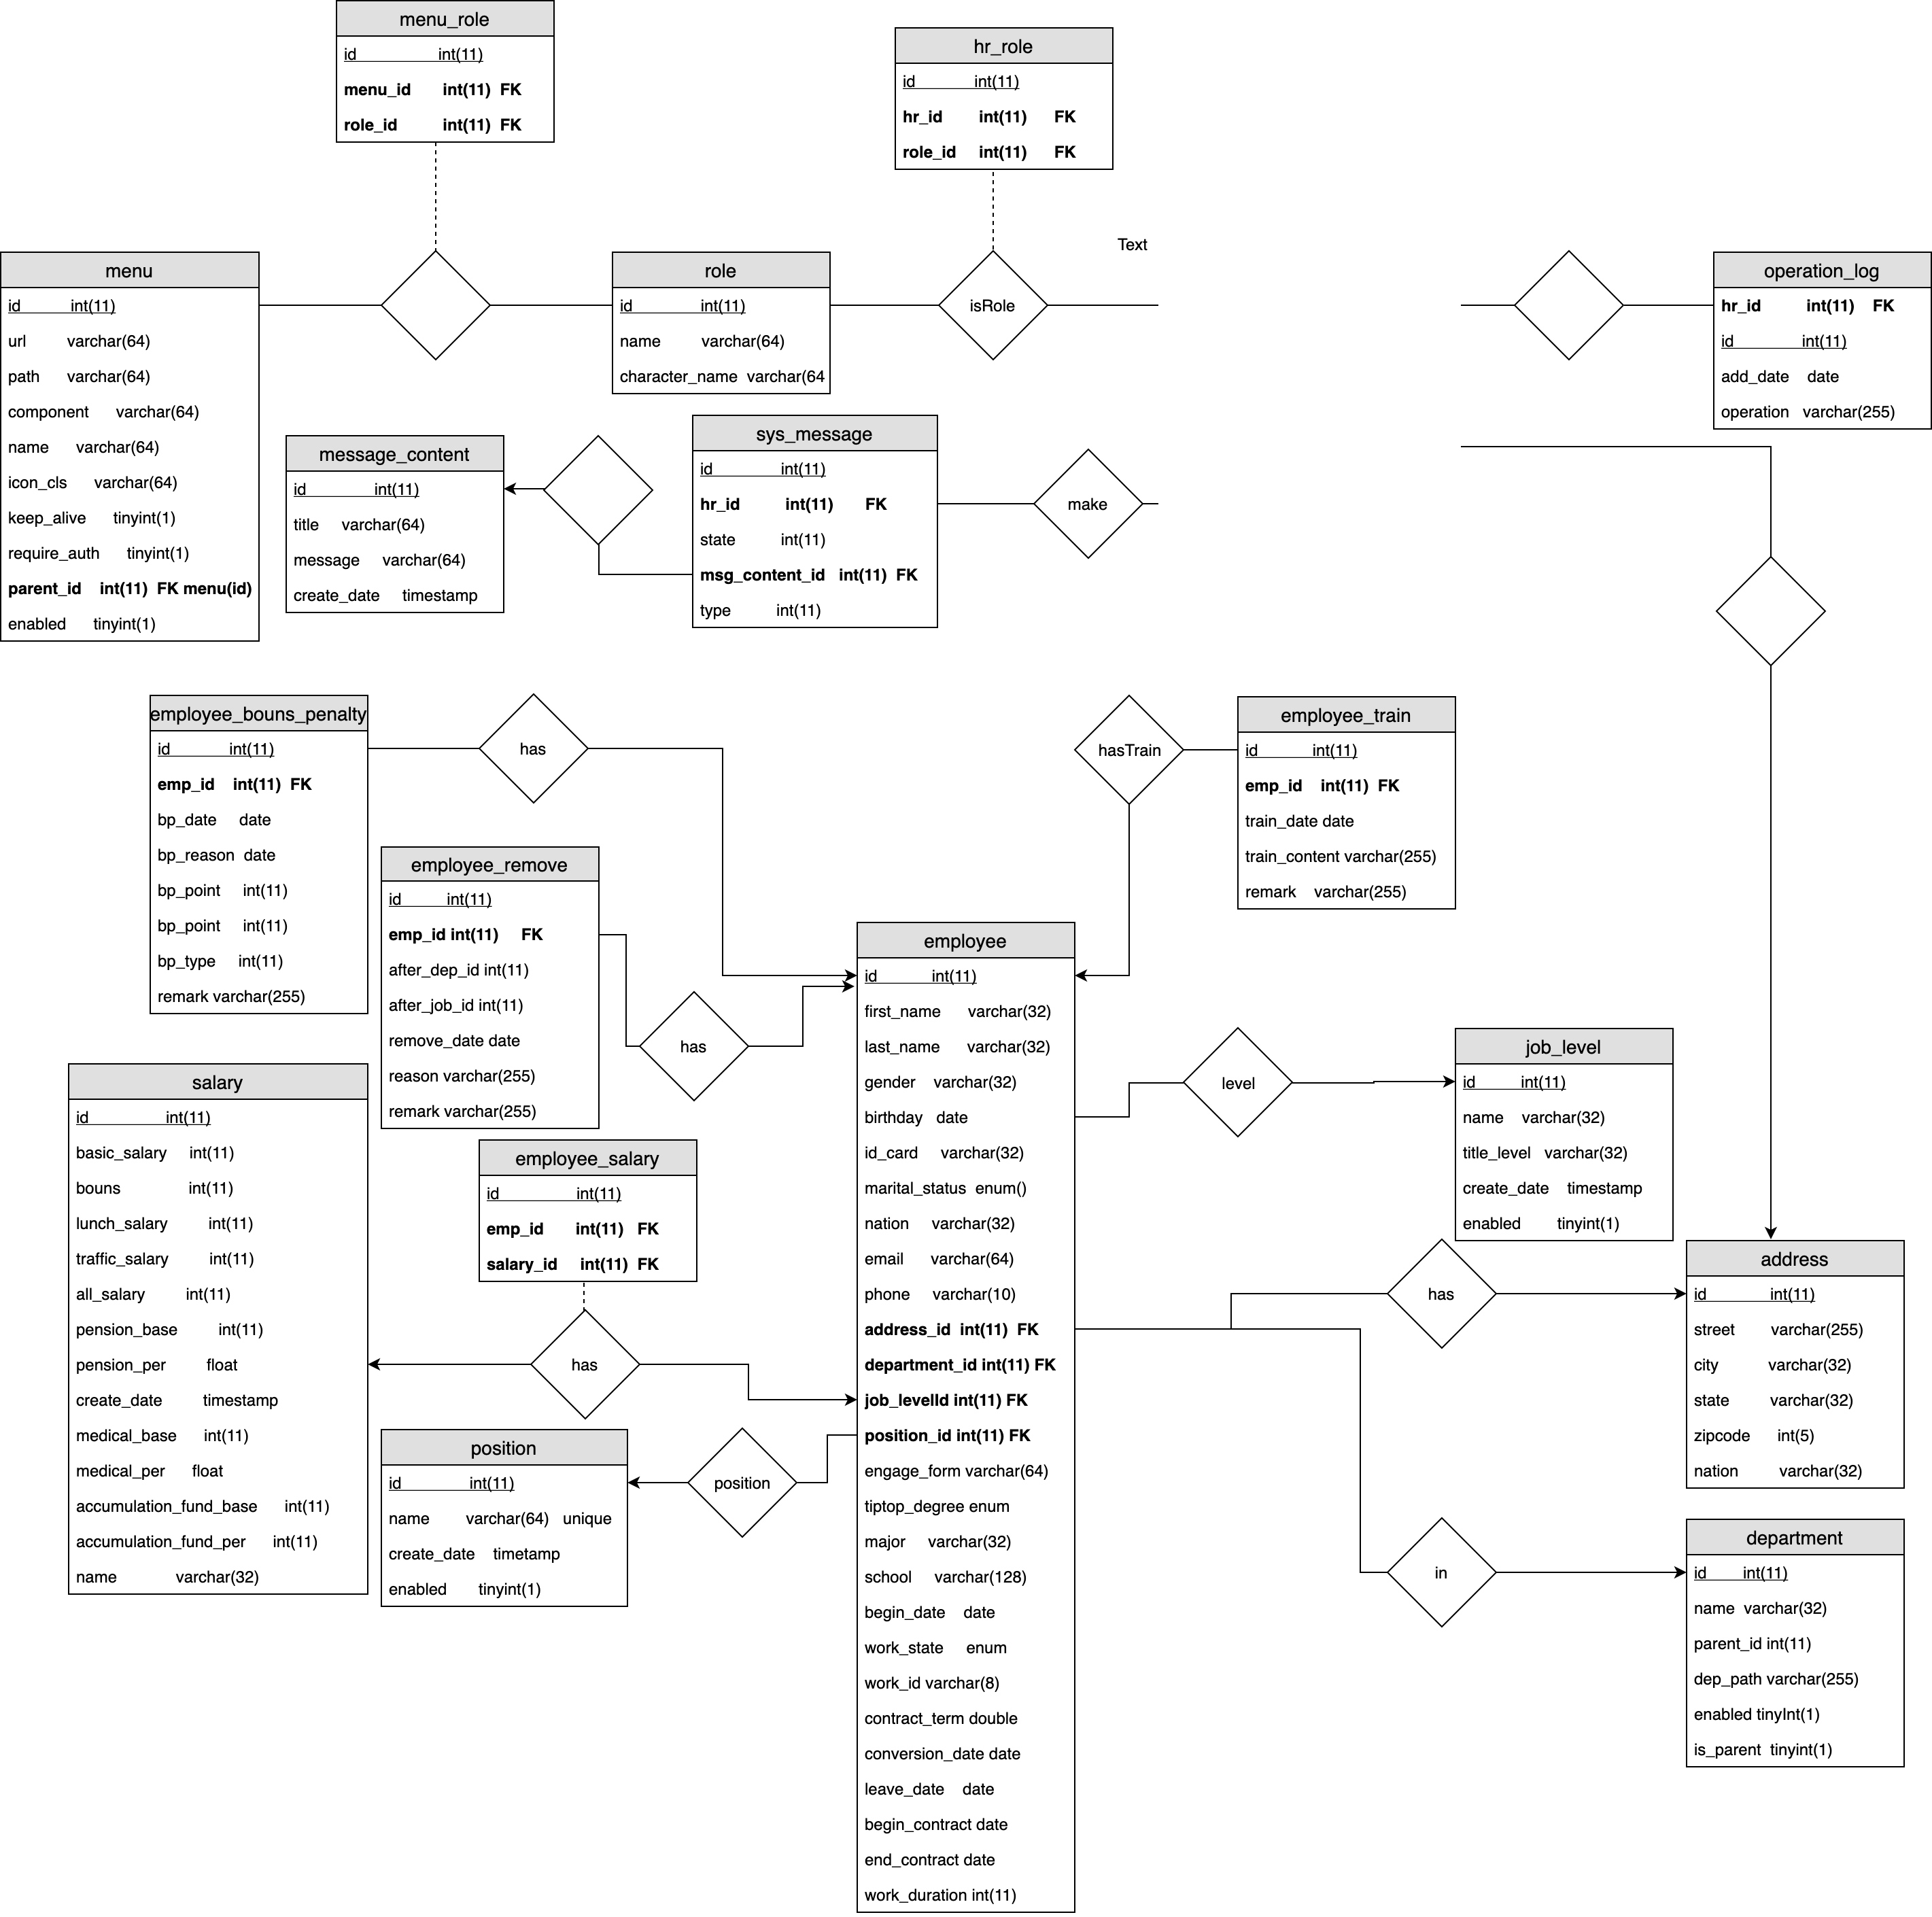 menu_role
id int(11)
menu_id int(11) FK
role_id int(11) FK
hr_role
id int(11)
hr_id int(11) FK
role_id int(11) FK
Text
menu
id int(11)
url varchar(64)
path varchar(64)
component varchar(64)
name varchar(64)
icon_cls varchar(64)
keep_alive tinyint(1)
require_auth tinyint(1)
parent_id int(11) FK menu(id)
enabled tinyint(1)
role
id int(11)
name varchar(64)
character_name varchar(64
isRole
operation_log
hr_id int(11) FK
id int(11)
add_date date
operation varchar(255)
message_content
id int(11)
title varchar(64)
message varchar(64)
create_date timestamp
sys_message
id int(11)
hr_id int(11) FK
state int(11)
msg_content_id int(11) FK
type int(11)
make
employee_bouns_penalty
id int(11)
emp_id int(11) FK
bp_date date
bp_reason date
bp_point int(11)
bp_point int(11)
bp_type int(11)
remark varchar(255)
has
hasTrain
employee_train
id int(11)
emp_id int(11) FK
train_date date
train_content varchar(255)
remark varchar(255)
employee_remove
id int(11)
emp_id int(11) FK
after_dep_id int(11)
after_job_id int(11)
remove_date date
reason varchar(255)
remark varchar(255)
has
employee
id int(11)
first_name varchar(32)
last_name varchar(32)
gender varchar(32)
birthday date
id_card varchar(32)
marital_status enum()
nation varchar(32)
email varchar(64)
phone varchar(10)
address_id int(11) FK
department_id int(11) FK
job_levelId int(11) FK
position_id int(11) FK
engage_form varchar(64)
tiptop_degree enum
major varchar(32)
school varchar(128)
begin_date date
work_state enum
work_id varchar(8)
contract_term double
conversion_date date
leave_date date
begin_contract date
end_contract date
work_duration int(11)
level
job_level
id int(11)
name varchar(32)
title_level varchar(32)
create_date timestamp
enabled tinyint(1)
salary
id int(11)
basic_salary int(11)
bouns int(11)
lunch_salary int(11)
traffic_salary int(11)
all_salary int(11)
pension_base int(11)
pension_per float
create_date timestamp
medical_base int(11)
medical_per float
accumulation_fund_base int(11)
accumulation_fund_per int(11)
name varchar(32)
employee_salary
id int(11)
emp_id int(11) FK
salary_id int(11) FK
has
position
id int(11)
name varchar(64) unique
create_date timetamp
enabled tinyint(1)
position
has
address
id int(11)
street varchar(255)
city varchar(32)
state varchar(32)
zipcode int(5)
nation varchar(32)
in
department
id int(11)
name varchar(32)
parent_id int(11)
dep_path varchar(255)
enabled tinyInt(1)
is_parent tinyint(1)